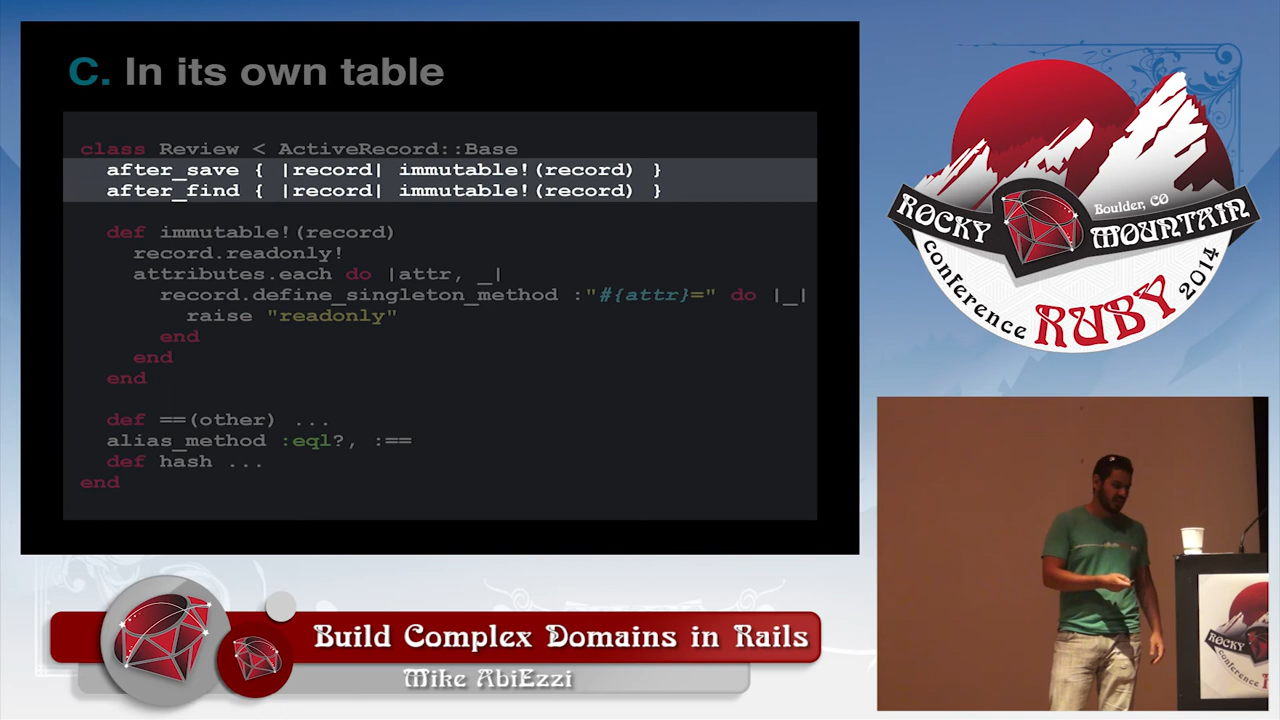 C. In its own table
class Review < ActiveRecord::Base
  after_save { |record| immutable!(record) }
  after_find { |record| immutable!(record) }
  def immutable!(record)
    record.readonly!
    attributes.each do |attr, _|
      record.define_singleton_method :"#{attr}=" do |_|
        raise "readonly"
      end
    end
  end
  def ==(other) ...
  alias_method :eql?, :==
  def hash ...
end
Boulder, CO
ROCKY MOUNTAIN
conference RUBY 2014
ROCKY
conference
Build Complex Domains in Rails
Mike AbiEzzi